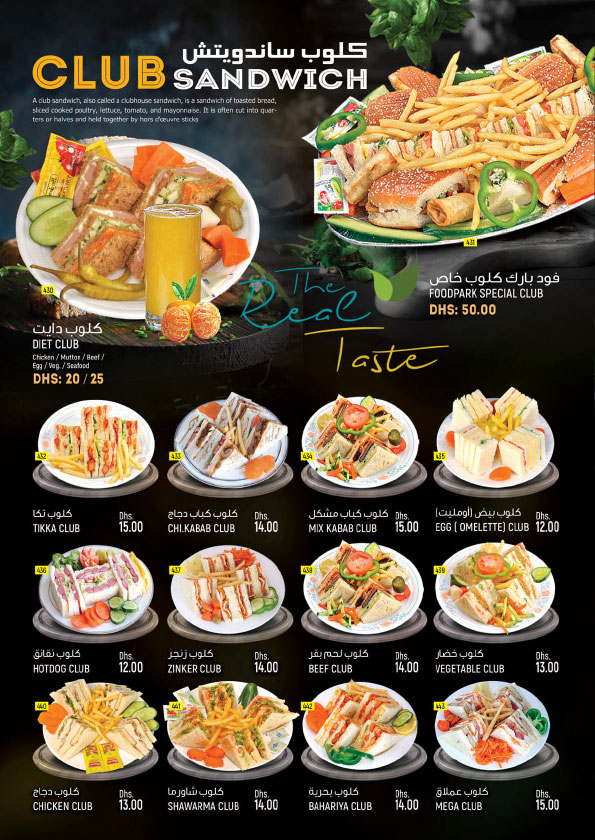 كلوب ساندويتش
CLUB SANDWICH
A club sandwich, also called a clubhouse sandwich, is a sandwich of toasted bread,
sliced cooked poultry, lettuce, tomato, and mayonnaise. It is often cut into quar-
ters or halves and held together by hors d'œuvre sticks
430
كلوب دايت
DIET CLUB
Chicken / Mutton / Beef /
Egg / Veg. / Seafood
DHS: 20 / 25
431
فود بارك كلوب خاص
FOODPARK SPECIAL CLUB
DHS: 50.00
The
Real
Taste
432
كلوب تكا
TIKKA CLUB
Dhs.
15.00
433
كلوب كباب دجاج
CHI.KABAB CLUB
Dhs.
14.00
434
كلوب كباب مشكل
MIX KABAB CLUB
Dhs.
15.00
435
كلوب بيض (أومليت)
EGG ( OMELETTE) CLUB
Dhs.
12.00
436
كلوب نقانق
HOTDOG CLUB
Dhs.
12.00
437
كلوب زنجر
ZINKER CLUB
Dhs.
14.00
438
كلوب لحم بقر
BEEF CLUB
Dhs.
14.00
439
كلوب خضار
VEGETABLE CLUB
Dhs.
13.00
440
كلوب دجاج
CHICKEN CLUB
Dhs.
13.00
441
كلوب شاورما
SHAWARMA CLUB
Dhs.
14.00
442
كلوب بحرية
BAHARIYA CLUB
Dhs.
14.00
443
كلوب عملاق
MEGA CLUB
Dhs.
15.00